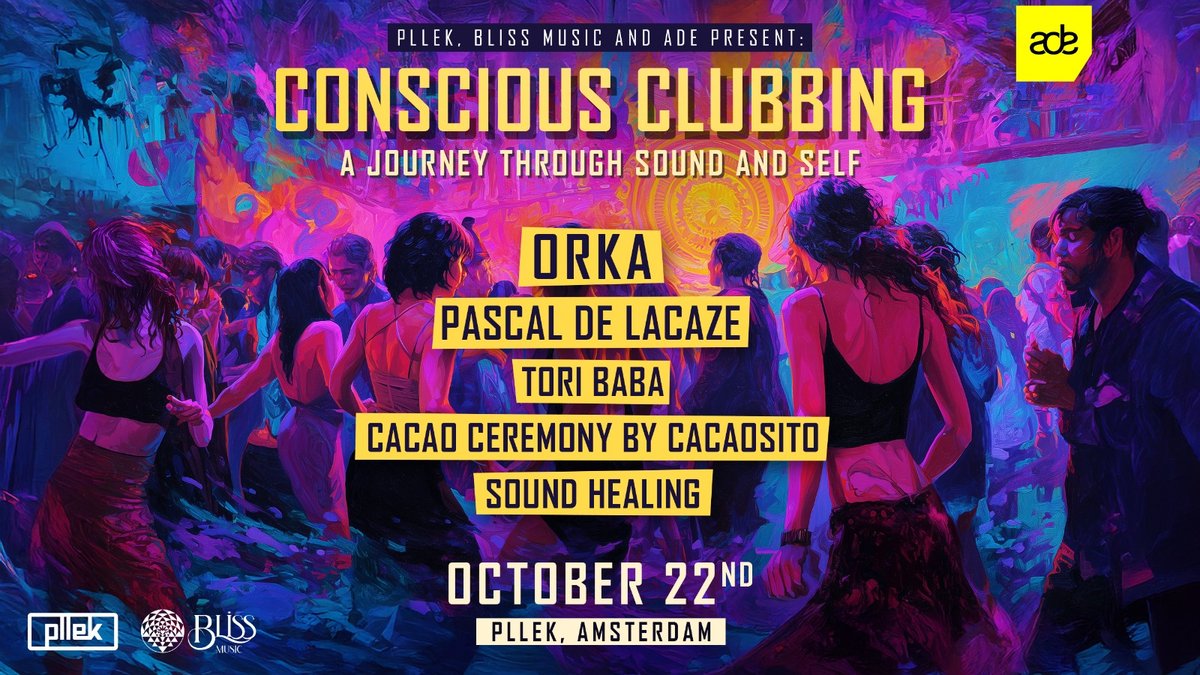 PLLEK, BLISS MUSIC AND ADE PRESENT:
ade
CONSCIOUS CLUBBING
A JOURNEY THROUGH SOUND AND SELF
ORKA
PASCAL DE LACAZE
TORI BABA
CACAO CEREMONY BY CACAOSITO
SOUND HEALING
OCTOBER 22ND
PLLEK, AMSTERDAM
pllek
BLISS
MUSIC